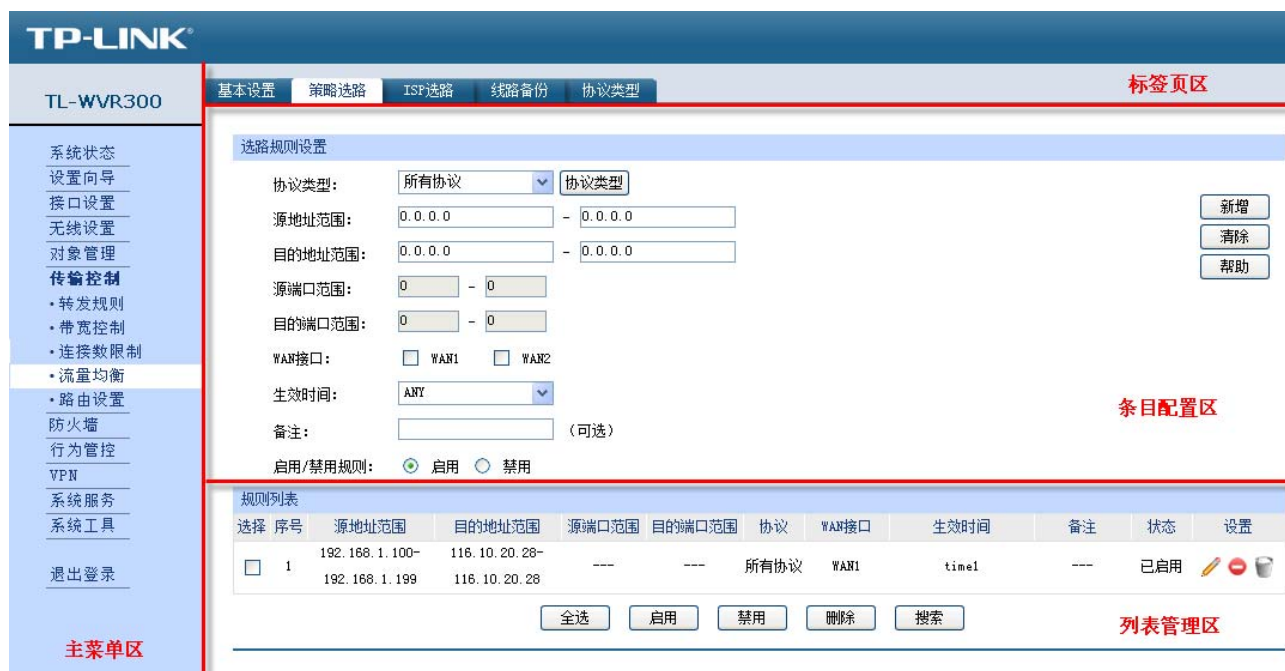 TP-LINK®
TL-WVR300
基本设置 策略选路 ISP选路 线路备份 协议类型
标签页区
系统状态
设置向导
接口设置
无线设置
对象管理
传输控制
·转发规则
·带宽控制
·连接数限制
·流量均衡
·路由设置
防火墙
行为管控
VPN
系统服务
系统工具
退出登录
主菜单区
选路规则设置
协议类型: 所有协议 协议类型
源地址范围: 0.0.0.0 - 0.0.0.0
目的地址范围: 0.0.0.0 - 0.0.0.0
源端口范围: 0 - 0
目的端口范围: 0 - 0
WAN接口: WAN1 WAN2
生效时间: ANY
备注: (可选)
启用/禁用规则: 启用 禁用
新增
清除
帮助
条目配置区
规则列表
选择 序号 源地址范围 目的地址范围 源端口范围 目的端口范围 协议 WAN接口 生效时间 备注 状态 设置
1 192.168.1.100- 116.10.20.28- --- --- 所有协议 WAN1 time1 --- 已启用
192.168.1.199 116.10.20.28
全选 启用 禁用 删除 搜索
列表管理区